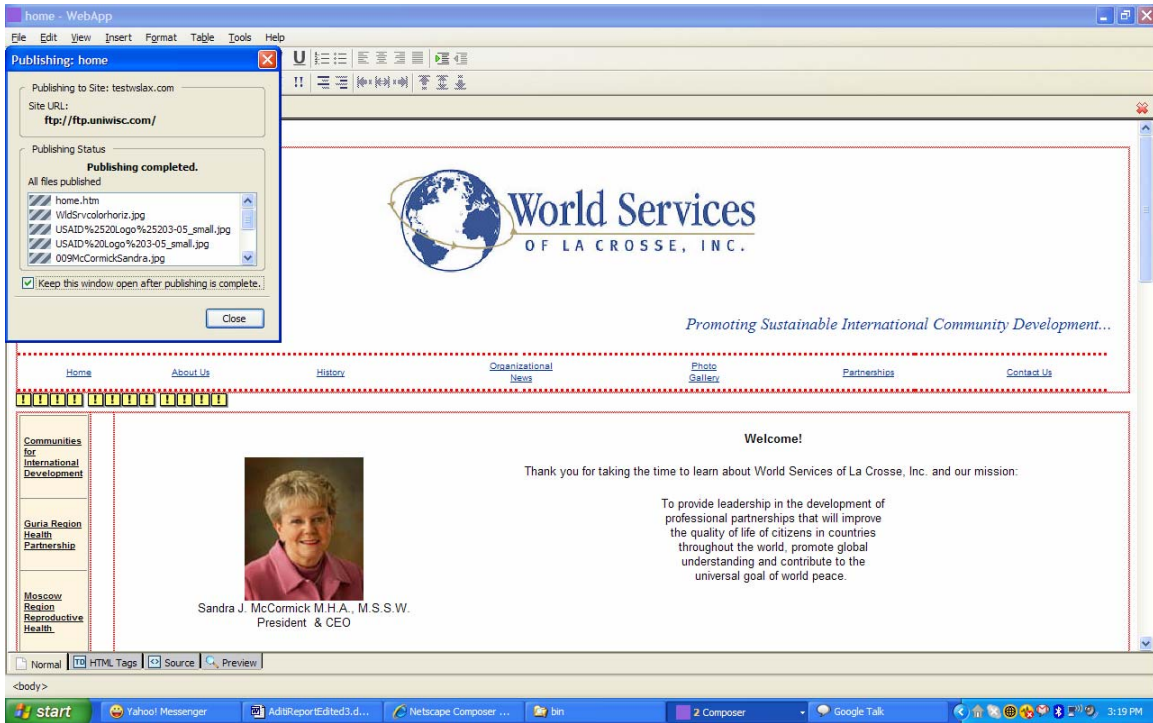 home - WebApp
File Edit View Insert Format Table Tools Help
Publishing: home
Publishing to Site: testwslax.com
Site URL:
ftp://ftp.uniwisc.com/
Publishing Status
Publishing completed.
All files published
home.htm
WldSrvcolorhoriz.jpg
USAID%2520Logo%25203-05_small.jpg
USAID%20Logo%203-05_small.jpg
009McCormickSandra.jpg
Keep this window open after publishing is complete.
Close
World Services
OF LA CROSSE, INC.
Promoting Sustainable International Community Development...
Home
About Us
History
Organizational
News
Photo
Gallery
Partnerships
Contact Us
Communities
for
International
Development
Guria Region
Health
Partnership
Moscow
Region
Reproductive
Health
Sandra J. McCormick M.H.A., M.S.S.W.
President & CEO
Welcome!
Thank you for taking the time to learn about World Services of La Crosse, Inc. and our mission:
To provide leadership in the development of
professional partnerships that will improve
the quality of life of citizens in countries
throughout the world, promote global
understanding and contribute to the
universal goal of world peace.
Normal TD HTML Tags Source Preview
<body>
start Yahoo! Messenger AditiReportEdited3.d... Netscape Composer ... bin 2 Composer Google Talk 3:19 PM